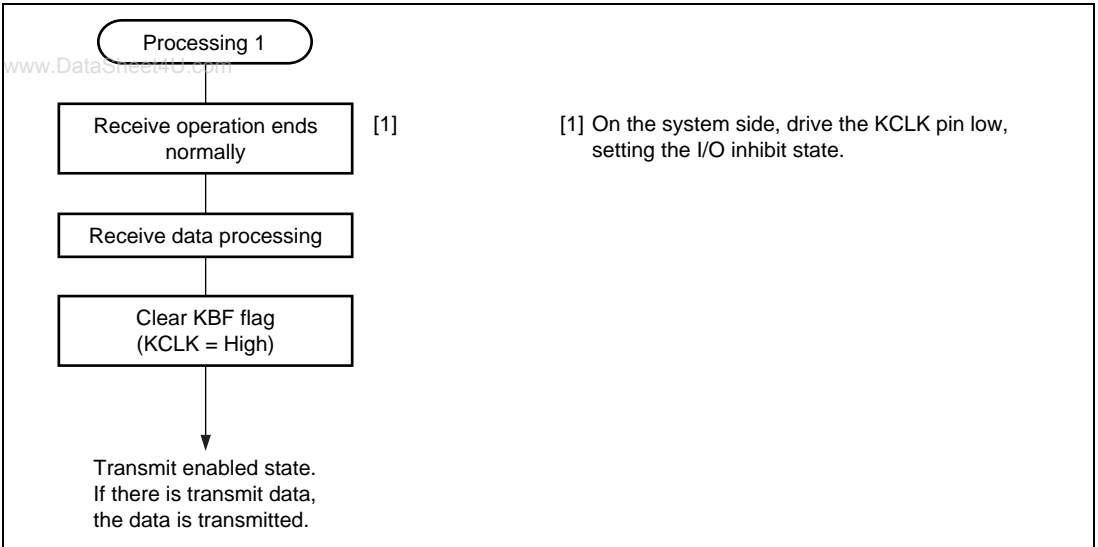 Processing 1
www.DataSheet4U.com
Receive operation ends
normally
[1]
[1] On the system side, drive the KCLK pin low,
setting the I/O inhibit state.
Receive data processing
Clear KBF flag
(KCLK = High)
Transmit enabled state.
If there is transmit data,
the data is transmitted.